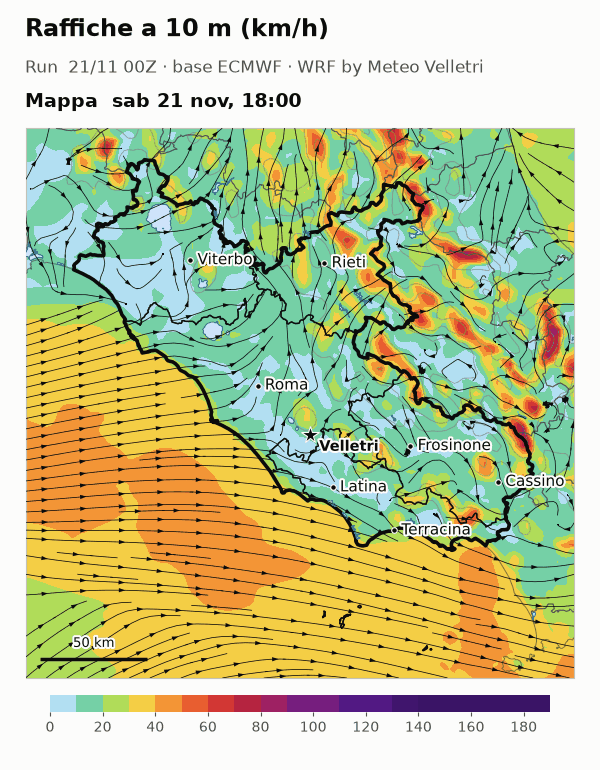 Raffiche a 10 m (km/h)
Run  21/11 00Z · base ECMWF · WRF by Meteo Velletri
Mappa  sab 21 nov, 18:00
Viterbo
Rieti
Roma
Velletri
Frosinone
Latina
Cassino
Terracina
50 km
0 20 40 60 80 100 120 140 160 180